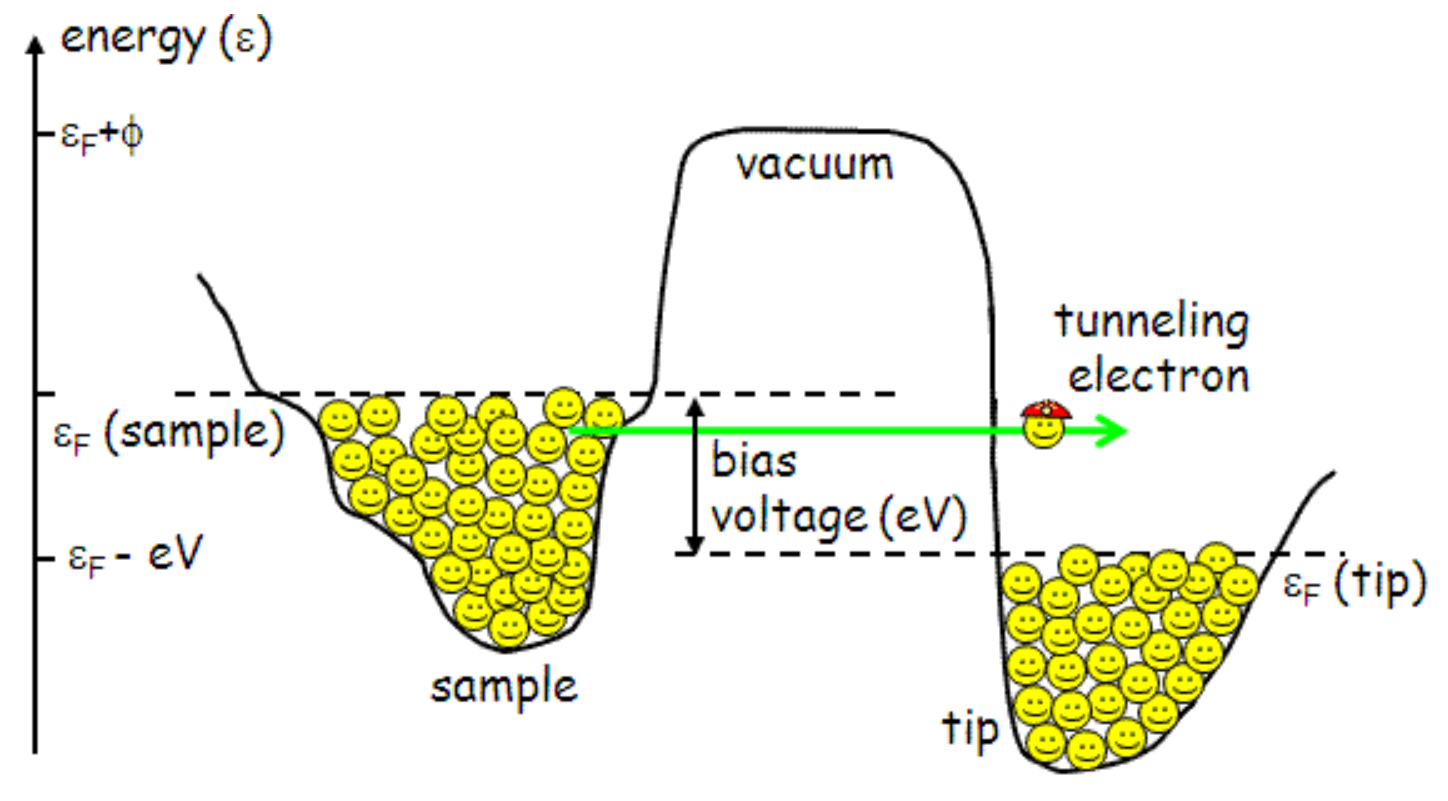 energy (ε)
εF+ϕ
vacuum
tunneling
electron
εF (sample)
bias
voltage (eV)
εF - eV
εF (tip)
sample
tip